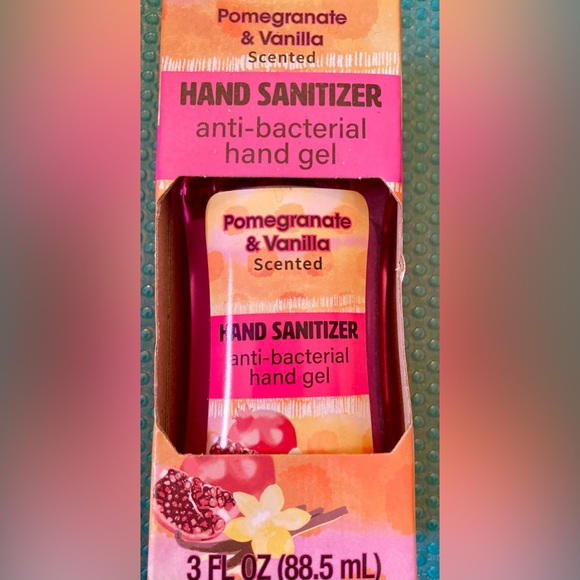 Pomegranate
& Vanilla
Scented
HAND SANITIZER
anti-bacterial
hand gel
Pomegranate
& Vanilla
Scented
HAND SANITIZER
anti-bacterial
hand gel
3 FL OZ (88.5 mL)